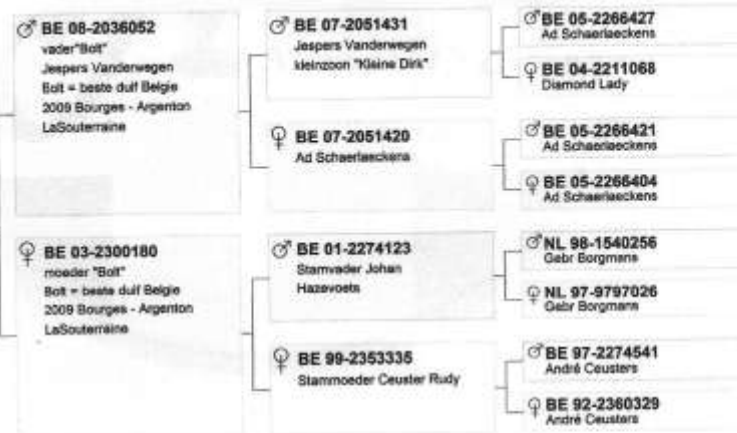 ♂ BE 08-2036052
vader"Bolt"
Jespers Vanderwegen
Bolt = beste duif Belgie
2009 Bourges - Argenton
LaSouterraine
♀ BE 03-2300180
moeder "Bolt"
Bolt = beste duif Belgie
2009 Bourges - Argenton
LaSouterraine
♂ BE 07-2051431
Jespers Vanderwegen
kleinzoon "Kleine Dirk"
♀ BE 07-2051420
Ad Schaerlaeckens
♂ BE 01-2274123
Stamvader Johan
Hazevoets
♀ BE 99-2353335
Stammoeder Ceuster Rudy
♂ BE 05-2266427
Ad Schaerlaeckens
♀ BE 04-2211068
Diamond Lady
♂ BE 05-2266421
Ad Schaerlaeckens
♀ BE 05-2266404
Ad Schaerlaeckens
♂ NL 98-1540256
Gebr Borgmans
♀ NL 97-9797026
Gebr Borgmans
♂ BE 97-2274541
André Ceusters
♀ BE 92-2360329
André Ceusters